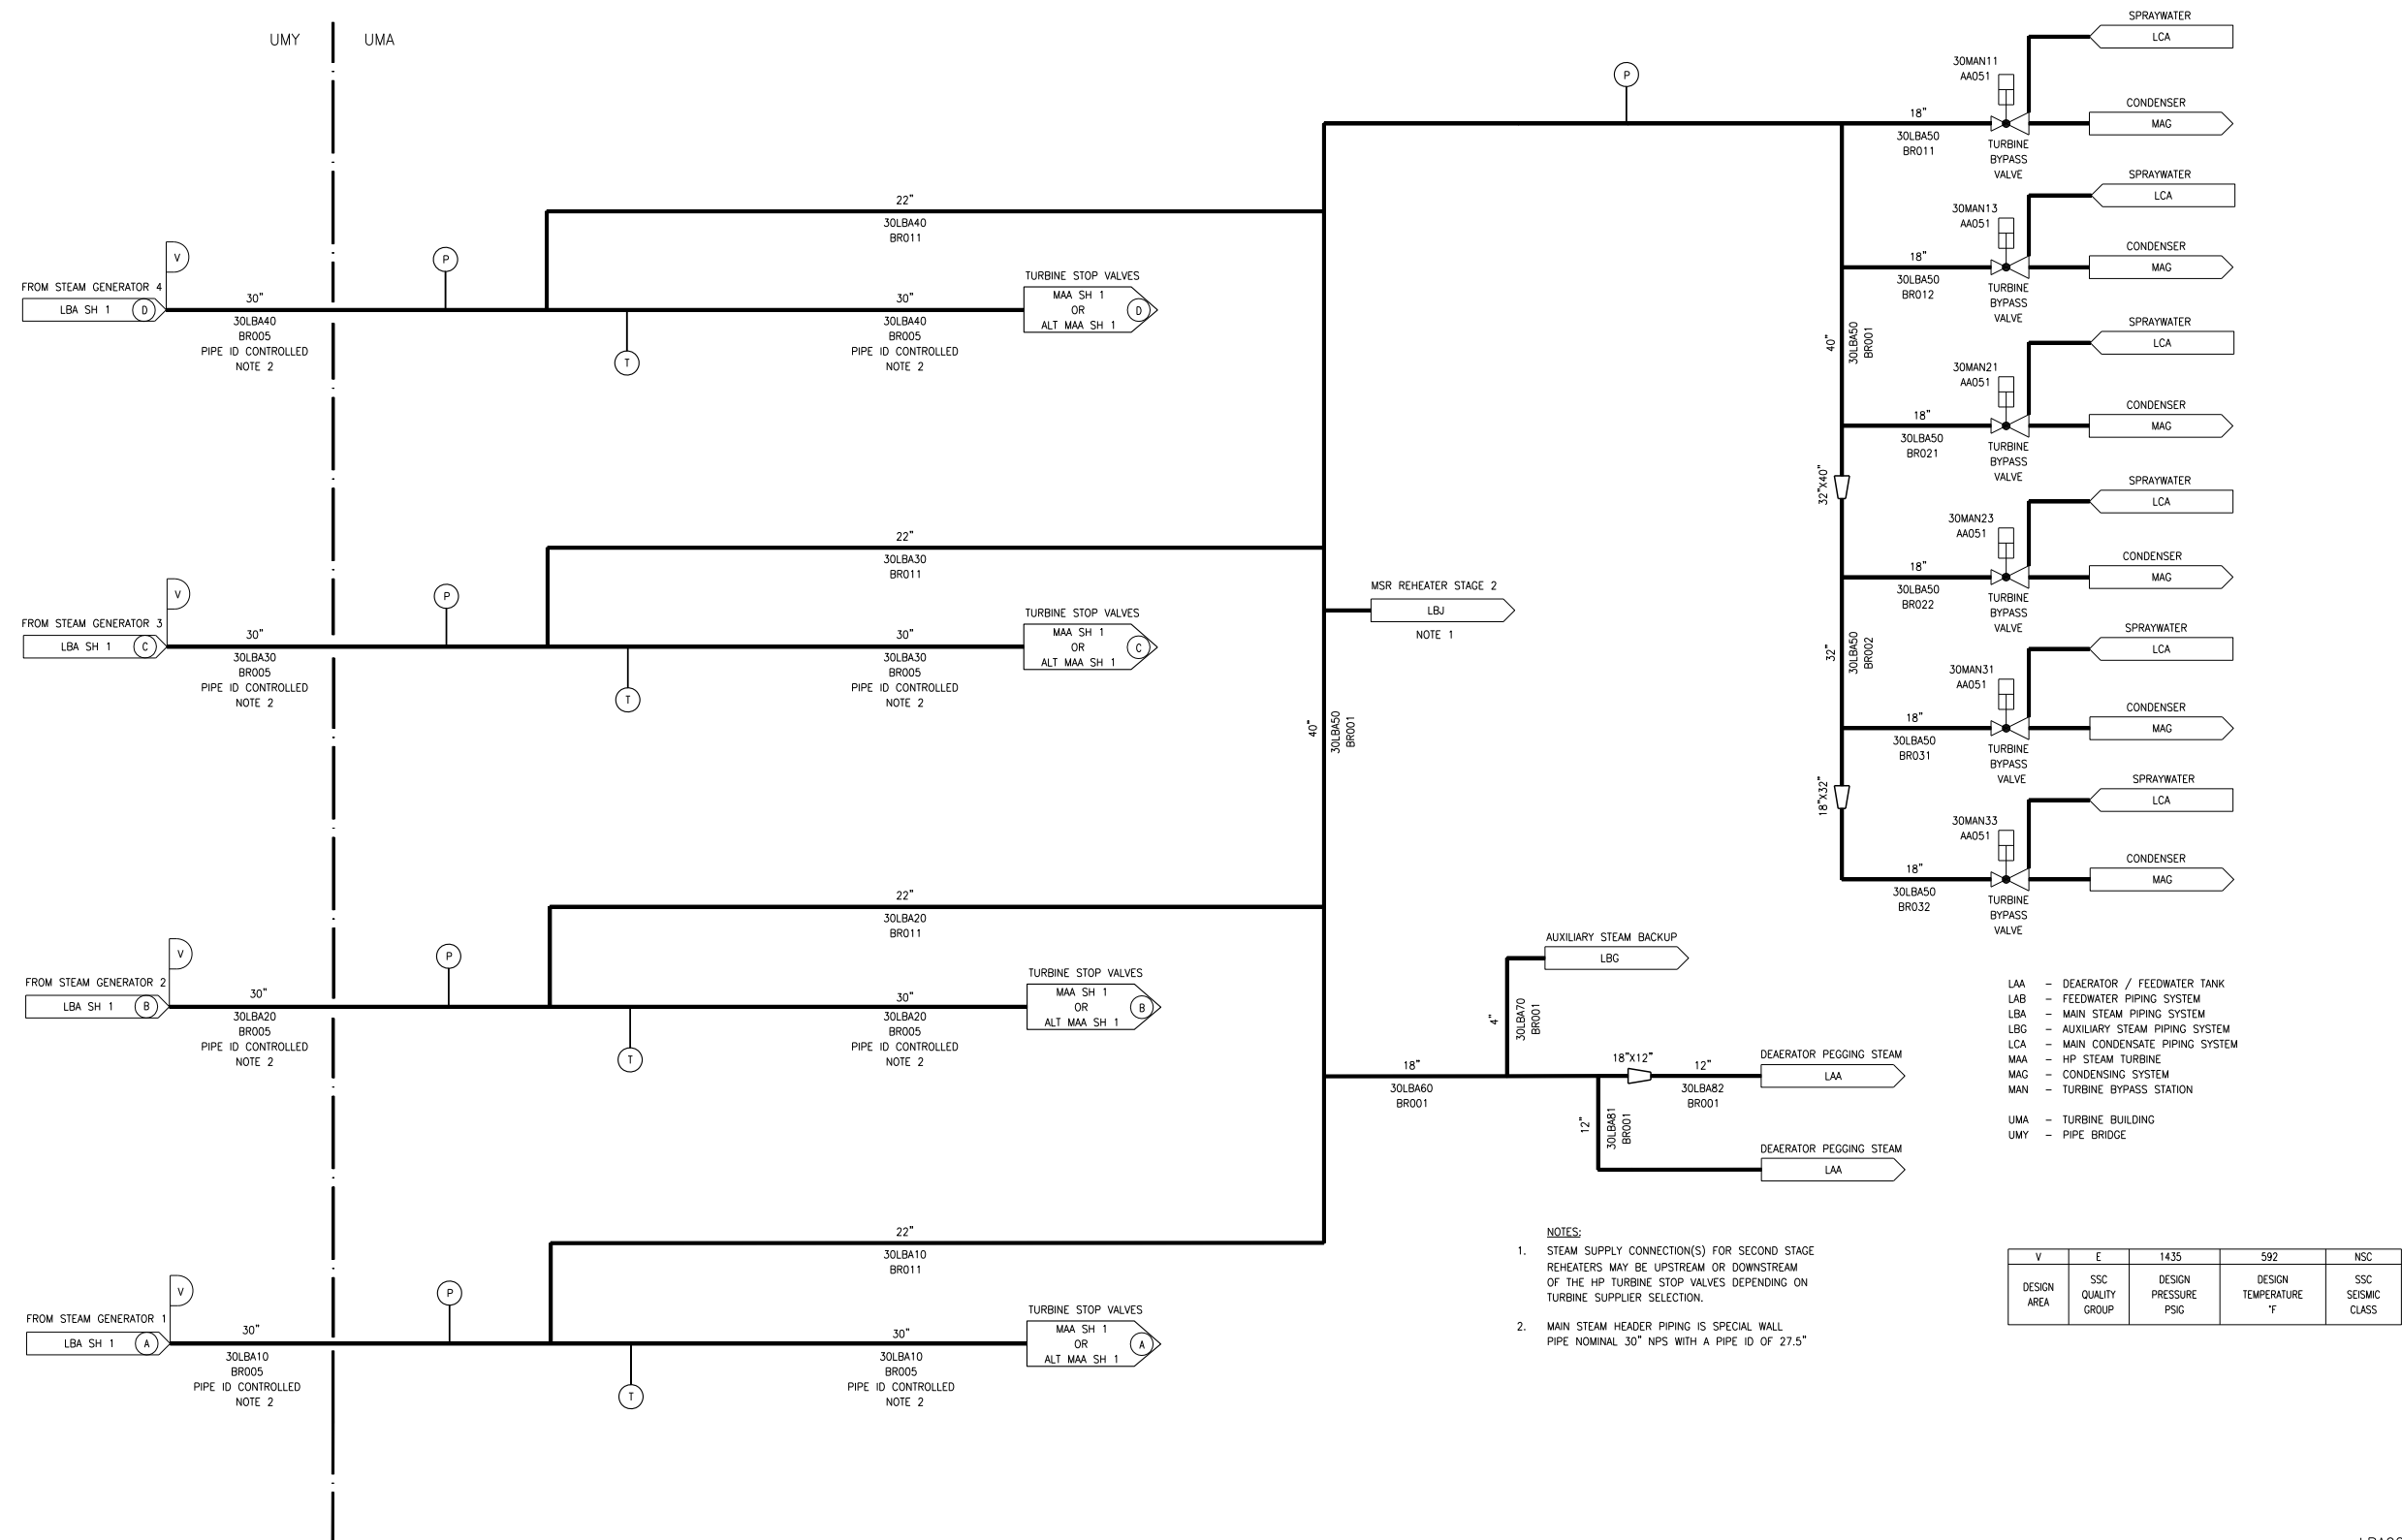 UMY
UMA
P
SPRAYWATER
LCA
30MAN11
AA051
CONDENSER
MAG
18"
30LBA50
BR011
TURBINE
BYPASS
VALVE
SPRAYWATER
LCA
30MAN13
AA051
CONDENSER
MAG
18"
30LBA50
BR012
TURBINE
BYPASS
VALVE
40"
30LBA50
BR001
SPRAYWATER
LCA
30MAN21
AA051
CONDENSER
MAG
18"
30LBA50
BR021
TURBINE
BYPASS
VALVE
32"X40"
SPRAYWATER
LCA
30MAN23
AA051
CONDENSER
MAG
18"
30LBA50
BR022
TURBINE
BYPASS
VALVE
32"
30LBA50
BR002
SPRAYWATER
LCA
30MAN31
AA051
CONDENSER
MAG
18"
30LBA50
BR031
TURBINE
BYPASS
VALVE
18"X32"
SPRAYWATER
LCA
30MAN33
AA051
CONDENSER
MAG
18"
30LBA50
BR032
TURBINE
BYPASS
VALVE
22"
30LBA40
BR011
V
P
FROM STEAM GENERATOR 4
LBA SH 1 D
30"
30LBA40
BR005
PIPE ID CONTROLLED
NOTE 2
T
30"
30LBA40
BR005
PIPE ID CONTROLLED
NOTE 2
TURBINE STOP VALVES
MAA SH 1
OR
ALT MAA SH 1
D
22"
30LBA30
BR011
V
P
FROM STEAM GENERATOR 3
LBA SH 1 C
30"
30LBA30
BR005
PIPE ID CONTROLLED
NOTE 2
T
30"
30LBA30
BR005
PIPE ID CONTROLLED
NOTE 2
TURBINE STOP VALVES
MAA SH 1
OR
ALT MAA SH 1
C
MSR REHEATER STAGE 2
LBJ
NOTE 1
40"
30LBA50
BR001
22"
30LBA20
BR011
V
P
FROM STEAM GENERATOR 2
LBA SH 1 B
30"
30LBA20
BR005
PIPE ID CONTROLLED
NOTE 2
T
30"
30LBA20
BR005
PIPE ID CONTROLLED
NOTE 2
TURBINE STOP VALVES
MAA SH 1
OR
ALT MAA SH 1
B
AUXILIARY STEAM BACKUP
LBG
4"
30LBA70
BR001
18"
30LBA60
BR001
18"X12"
12"
30LBA82
BR001
DEAERATOR PEGGING STEAM
LAA
12"
30LBA81
BR001
DEAERATOR PEGGING STEAM
LAA
22"
30LBA10
BR011
V
P
FROM STEAM GENERATOR 1
LBA SH 1 A
30"
30LBA10
BR005
PIPE ID CONTROLLED
NOTE 2
T
30"
30LBA10
BR005
PIPE ID CONTROLLED
NOTE 2
TURBINE STOP VALVES
MAA SH 1
OR
ALT MAA SH 1
A
LAA – DEAERATOR / FEEDWATER TANK
LAB – FEEDWATER PIPING SYSTEM
LBA – MAIN STEAM PIPING SYSTEM
LBG – AUXILIARY STEAM PIPING SYSTEM
LCA – MAIN CONDENSATE PIPING SYSTEM
MAA – HP STEAM TURBINE
MAG – CONDENSING SYSTEM
MAN – TURBINE BYPASS STATION
UMA – TURBINE BUILDING
UMY – PIPE BRIDGE
NOTES:
1. STEAM SUPPLY CONNECTION(S) FOR SECOND STAGE
REHEATERS MAY BE UPSTREAM OR DOWNSTREAM
OF THE HP TURBINE STOP VALVES DEPENDING ON
TURBINE SUPPLIER SELECTION.
2. MAIN STEAM HEADER PIPING IS SPECIAL WALL
PIPE NOMINAL 30" NPS WITH A PIPE ID OF 27.5"
V E 1435 592 NSC
DESIGN
AREA
SSC
QUALITY
GROUP
DESIGN
PRESSURE
PSIG
DESIGN
TEMPERATURE
°F
SSC
SEISMIC
CLASS